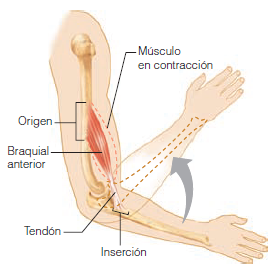 Músculo
en contracción
Origen
Braquial
anterior
Tendón
Inserción